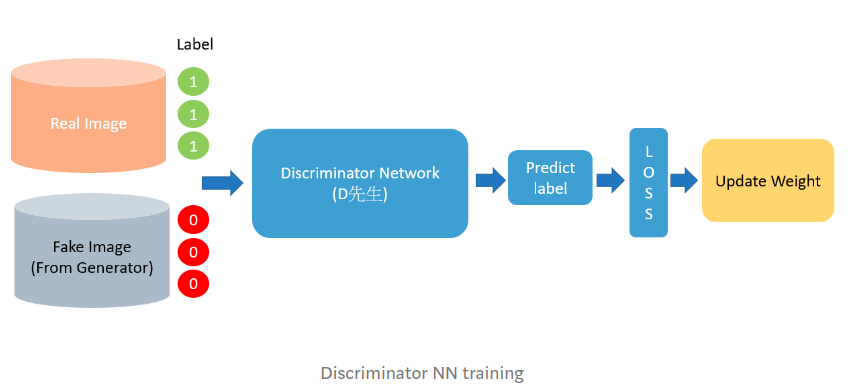 Label
Real Image
1
1
1
Fake Image
(From Generator)
0
0
0
Discriminator Network
(D先生)
Predict
label
L
O
S
S
Update Weight
Discriminator NN training